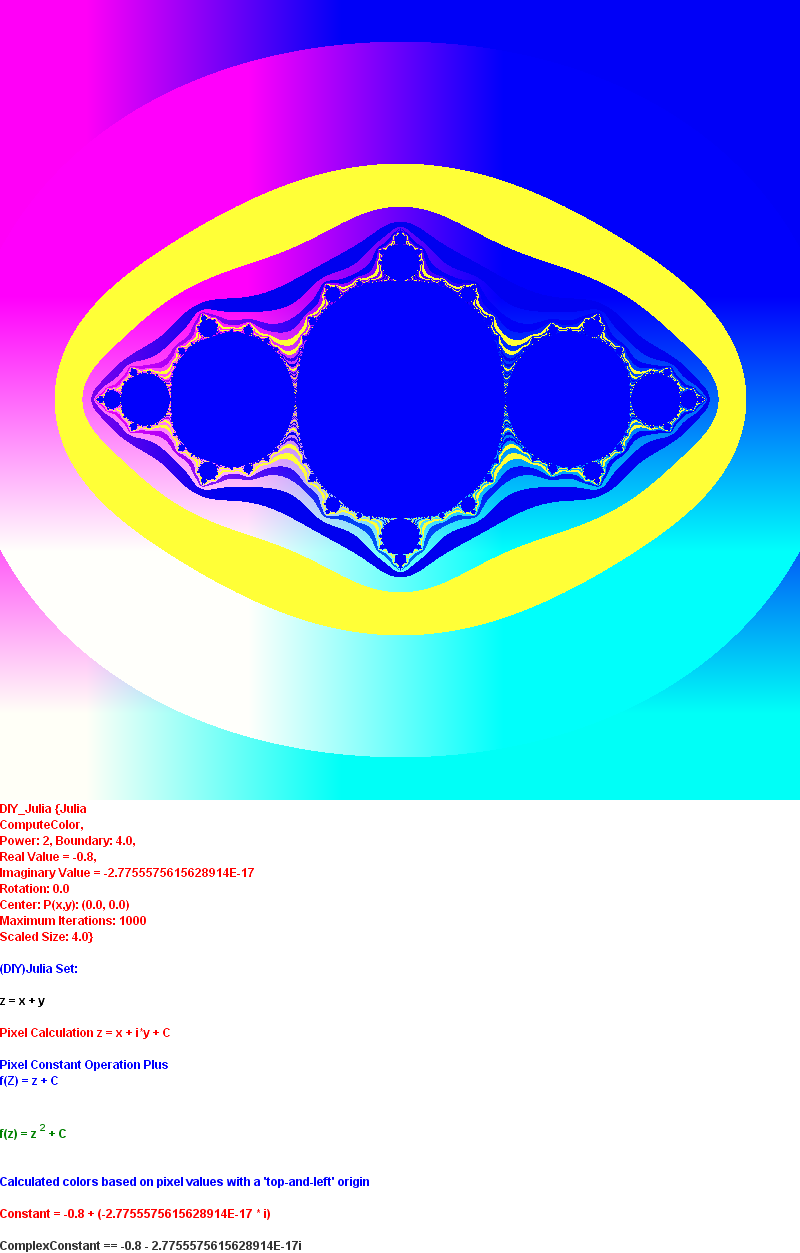 DIY_Julia {Julia
ComputeColor,
Power: 2, Boundary: 4.0,
Real Value = -0.8,
Imaginary Value = -2.7755575615628914E-17
Rotation: 0.0
Center: P(x,y): (0.0, 0.0)
Maximum Iterations: 1000
Scaled Size: 4.0}
(DIY)Julia Set:
z = x + y
Pixel Calculation z = x + i*y + C
Pixel Constant Operation Plus
f(Z) = z + C
f(z) = z 2 + C
Calculated colors based on pixel values with a 'top-and-left' origin
Constant = -0.8 + (-2.7755575615628914E-17 * i)
ComplexConstant == -0.8 - 2.7755575615628914E-17i